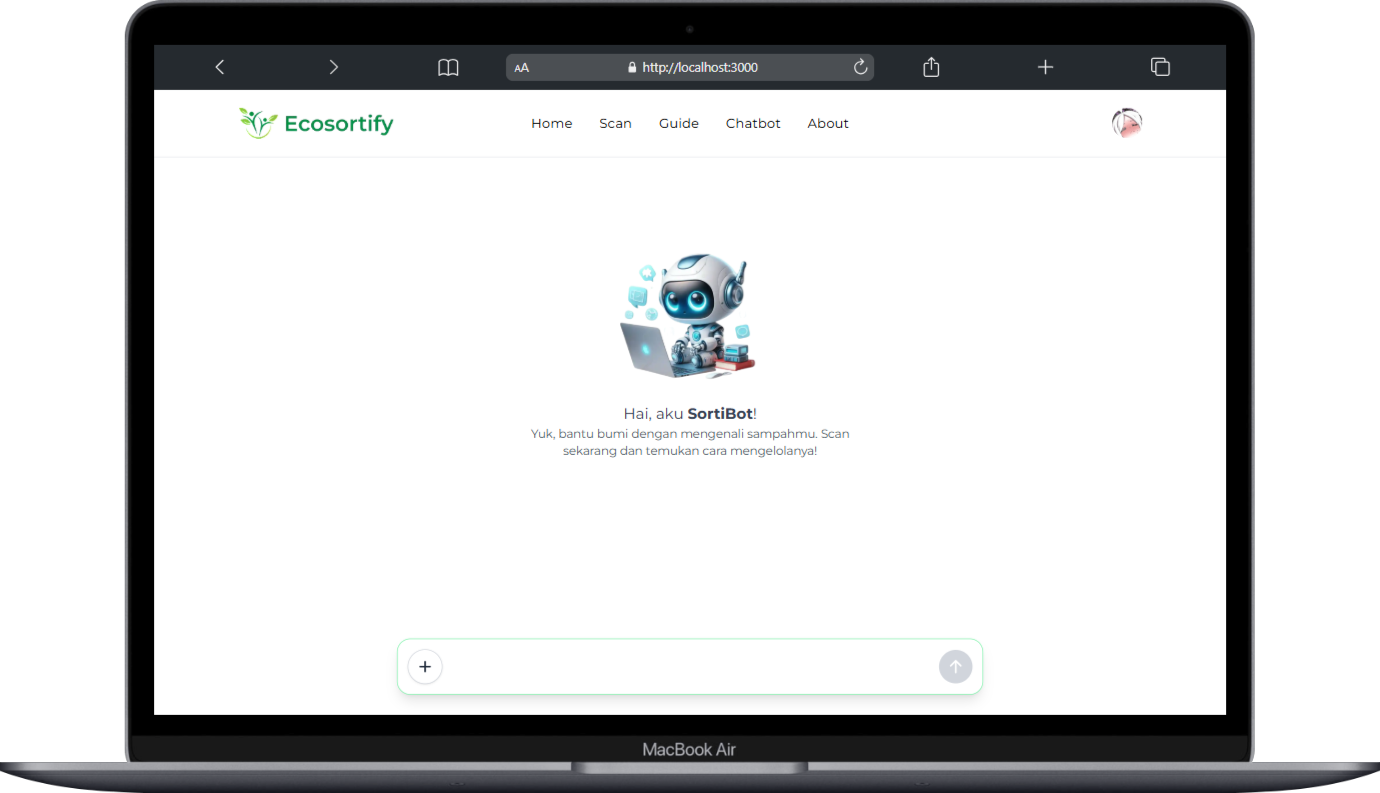 AA
http://localhost:3000
Ecosortify
Home Scan Guide Chatbot About
Hai, aku SortiBot!
Yuk, bantu bumi dengan mengenali sampahmu. Scan
sekarang dan temukan cara mengelolanya!
MacBook Air